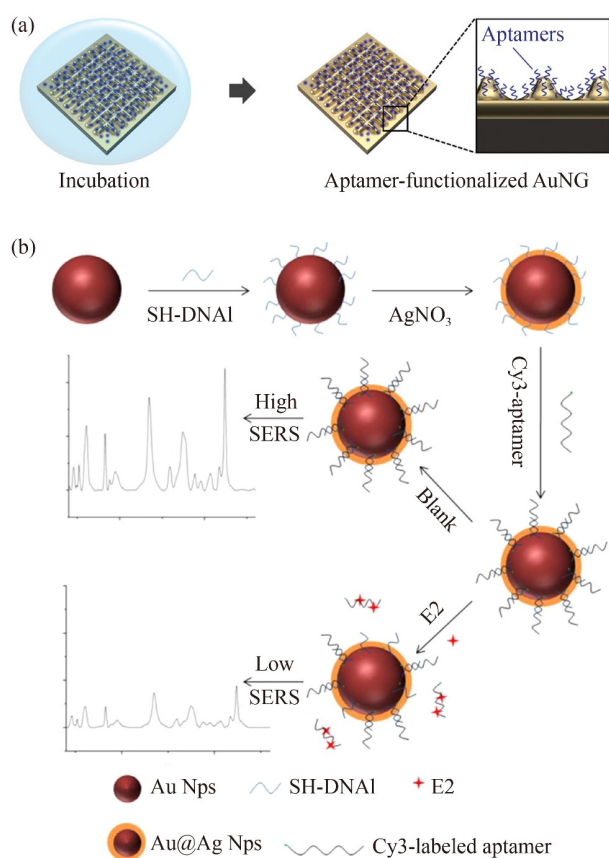 (a)
Aptamers
Incubation
Aptamer-functionalized AuNG
(b)
SH-DNAl
AgNO₃
Cy3-aptamer
High
SERS
Blank
E2
Low
SERS
Au Nps
SH-DNAl
E2
Au@Ag Nps
Cy3-labeled aptamer